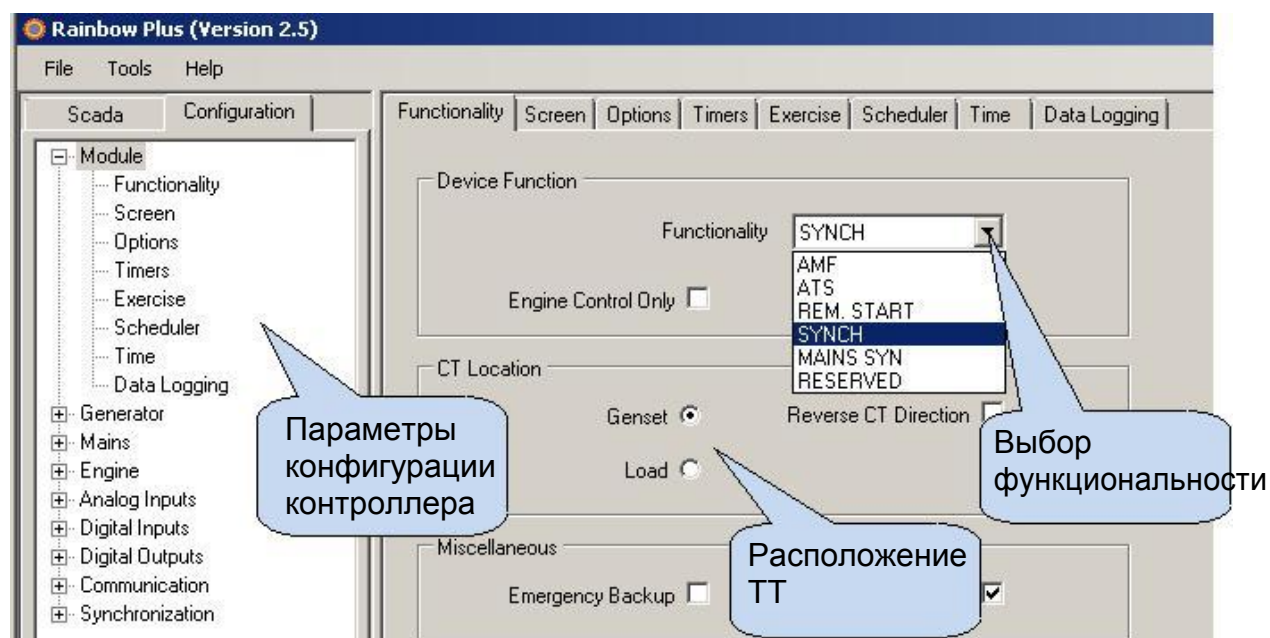 Rainbow Plus (Version 2.5)
File Tools Help
Scada Configuration
Functionality Screen Options Timers Exercise Scheduler Time Data Logging
Module
Functionality
Screen
Options
Timers
Exercise
Scheduler
Time
Data Logging
Generator
Mains
Engine
Analog Inputs
Digital Inputs
Digital Outputs
Communication
Synchronization
Device Function
Functionality SYNCH
AMF
ATS
REM. START
SYNCH
MAINS SYN
RESERVED
Engine Control Only
CT Location
Genset
Reverse CT Direction
Load
Miscellaneous
Emergency Backup
Параметры
конфигурации
контроллера
Выбор
функциональности
Расположение
ТТ